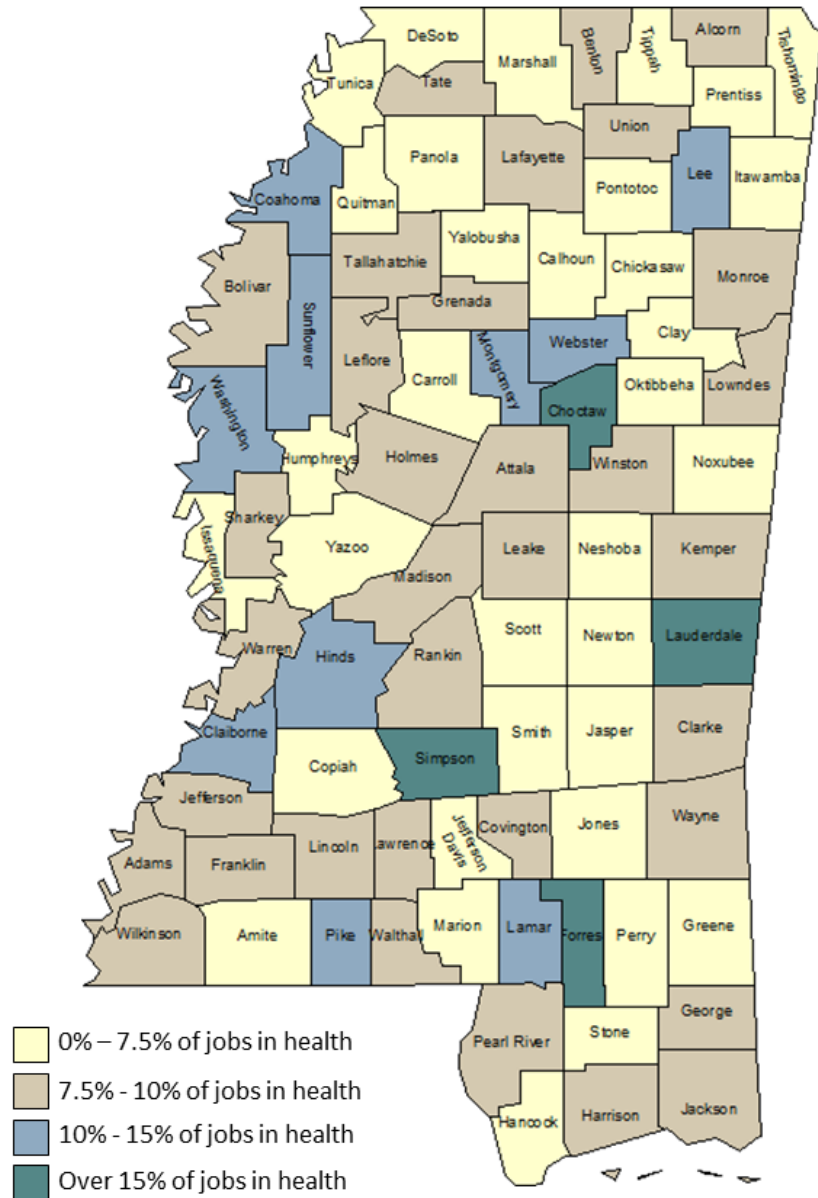 DeSoto
Marshall
Benton
Tippah
Alcorn
Tishomingo
Tunica
Tate
Prentiss
Union
Panola
Lafayette
Lee
Itawamba
Pontotoc
Coahoma
Quitman
Yalobusha
Calhoun
Chickasaw
Tallahatchie
Monroe
Bolivar
Grenada
Sunflower
Leflore
Montgomery
Webster
Clay
Carroll
Oktibbeha
Lowndes
Washington
Choctaw
Humphreys
Holmes
Attala
Winston
Noxubee
Sharkey
Issaquena
Yazoo
Leake
Neshoba
Kemper
Madison
Warren
Hinds
Rankin
Scott
Newton
Lauderdale
Claiborne
Simpson
Smith
Jasper
Clarke
Copiah
Jefferson
Lincoln
Lawrence
Jefferson
Davis
Covington
Jones
Wayne
Adams
Franklin
Wilkinson
Amite
Pike
Walthall
Marion
Lamar
Forres
Perry
Greene
Pearl River
Stone
George
Hancock
Harrison
Jackson
0% – 7.5% of jobs in health
7.5% - 10% of jobs in health
10% - 15% of jobs in health
Over 15% of jobs in health